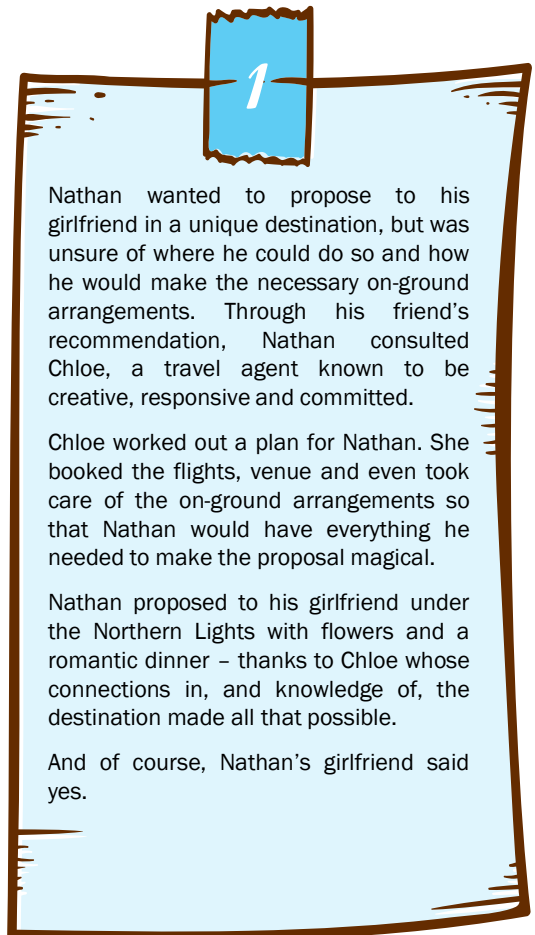 1
Nathan wanted to propose to his
girlfriend in a unique destination, but was
unsure of where he could do so and how
he would make the necessary on-ground
arrangements. Through his friend’s
recommendation, Nathan consulted
Chloe, a travel agent known to be
creative, responsive and committed.
Chloe worked out a plan for Nathan. She
booked the flights, venue and even took
care of the on-ground arrangements so
that Nathan would have everything he
needed to make the proposal magical.
Nathan proposed to his girlfriend under
the Northern Lights with flowers and a
romantic dinner – thanks to Chloe whose
connections in, and knowledge of, the
destination made all that possible.
And of course, Nathan’s girlfriend said
yes.